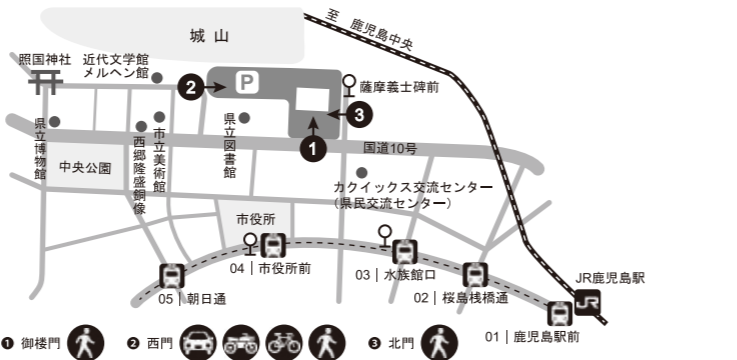 城山
至 鹿児島中央
照国神社
近代文学館
メルヘン館
P
❷
薩摩義士碑前
❸
県立博物館
西郷隆盛銅像
市立美術館
県立図書館
❶
国道10号
中央公園
カクイックス交流センター
(県民交流センター)
市役所
04｜市役所前
03｜水族館口
02｜桜島桟橋通
05｜朝日通
JR鹿児島駅
JR
01｜鹿児島駅前
❶ 御楼門
❷ 西門
❸ 北門